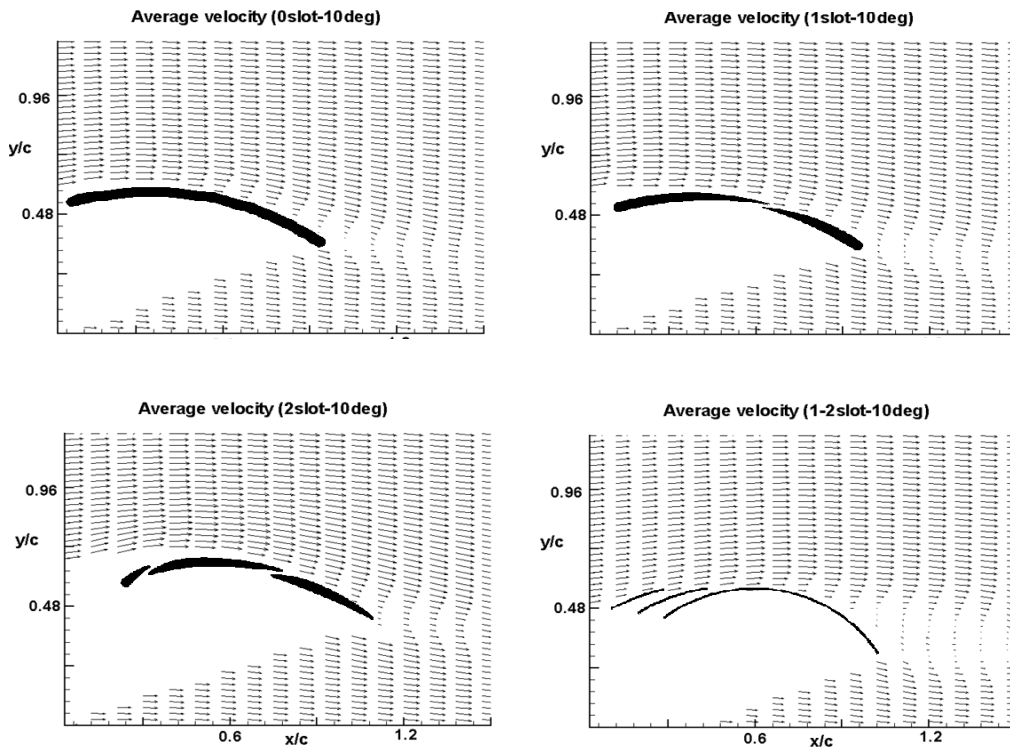 Average velocity (0slot-10deg)
0.96
y/c
0.48
Average velocity (1slot-10deg)
0.96
y/c
0.48
Average velocity (2slot-10deg)
0.96
y/c
0.48
0.6
x/c
1.2
Average velocity (1-2slot-10deg)
0.96
y/c
0.48
0.6
x/c
1.2